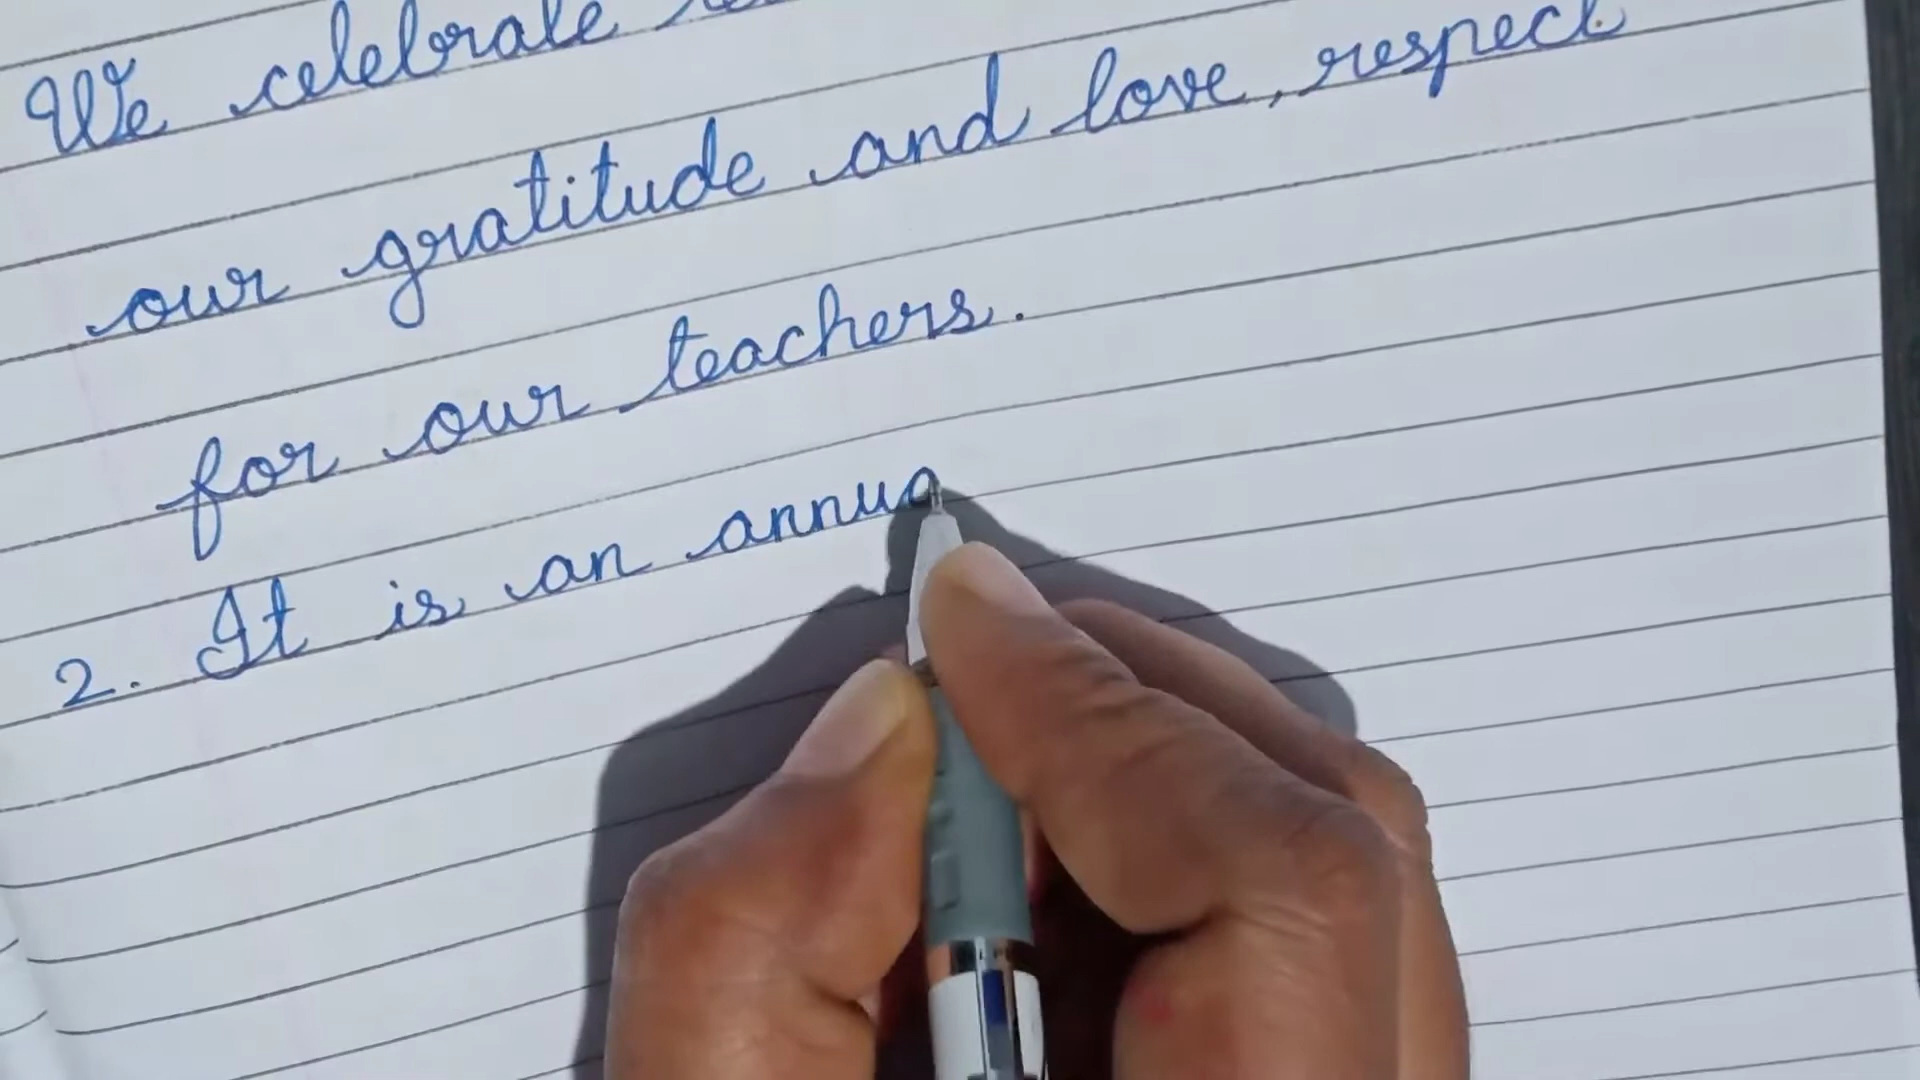 We celebrate
our gratitude and love, respect
for our teachers.
2. It is an annua